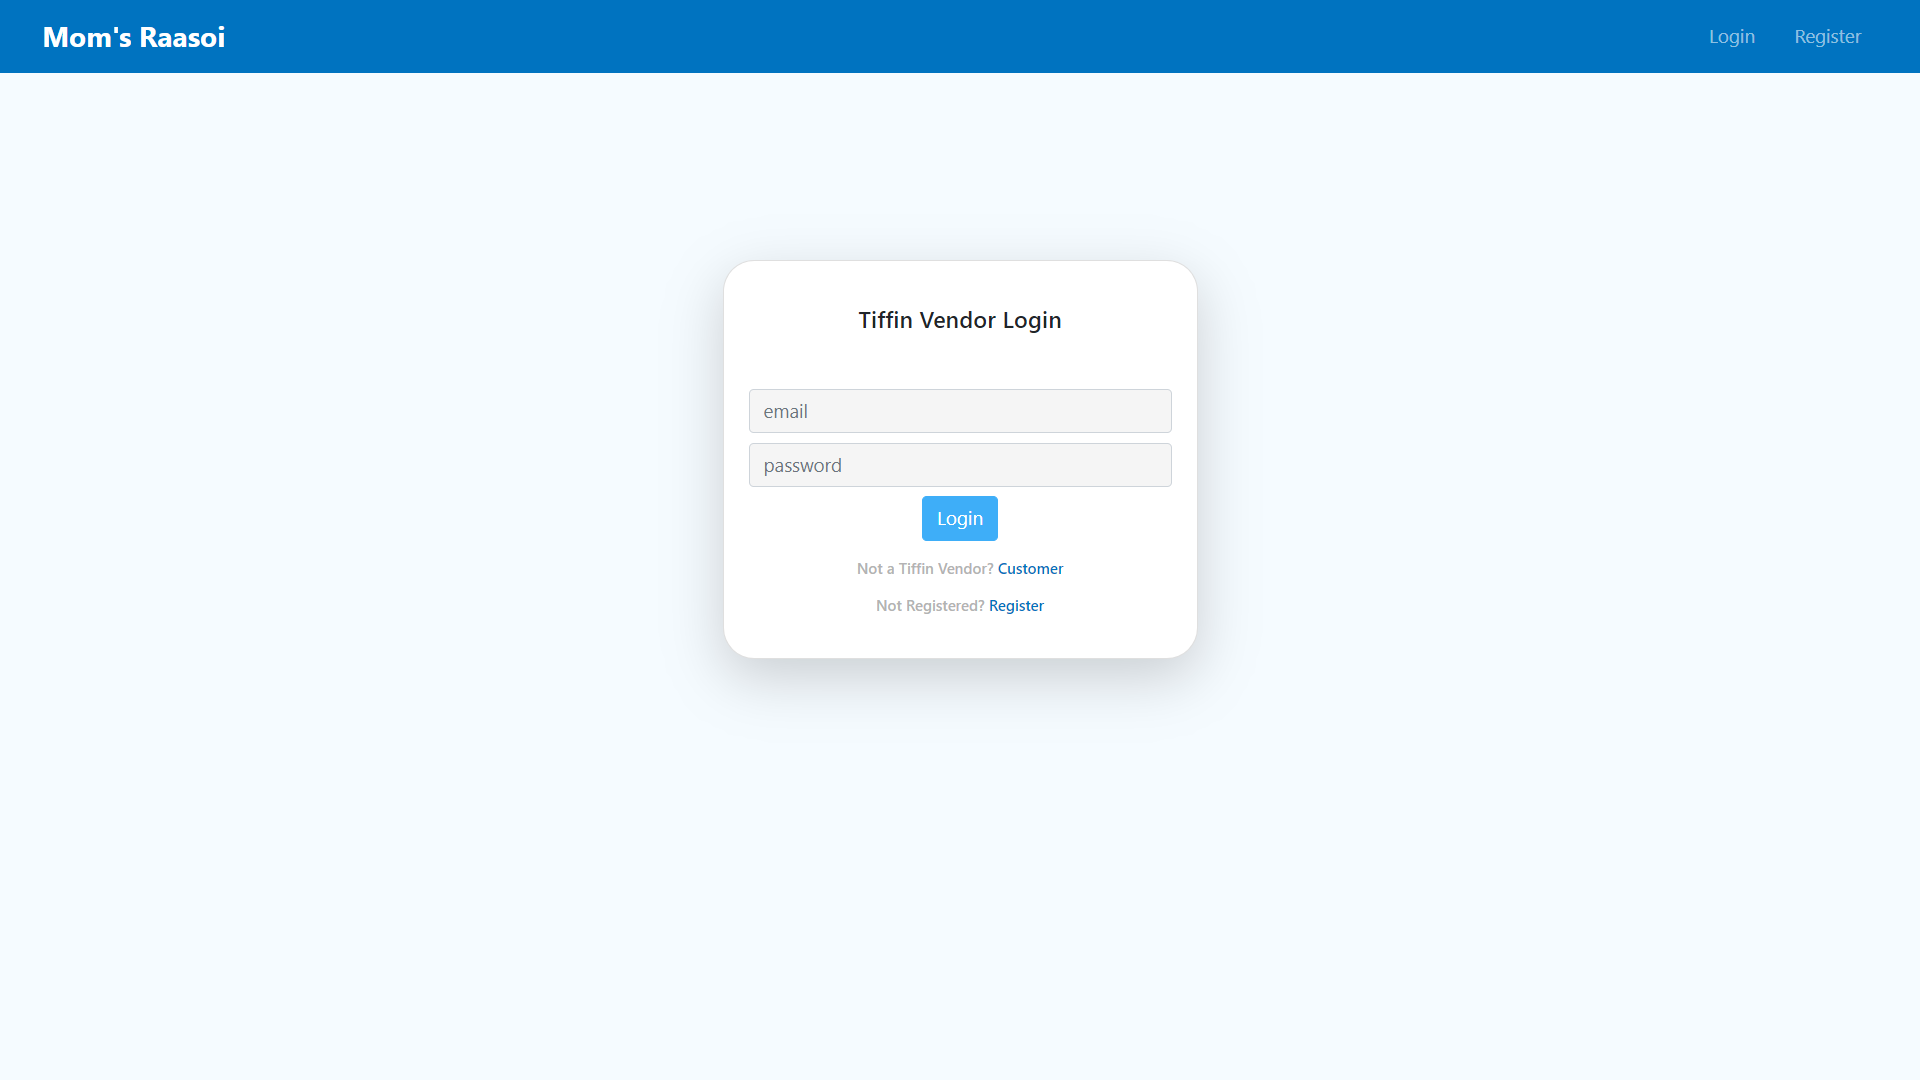 Mom's Raasoi
Login
Register
Tiffin Vendor Login
email
password
Login
Not a Tiffin Vendor? Customer
Not Registered? Register